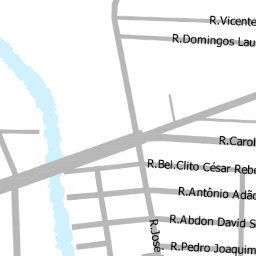 R.Vicente
R.Domingos Lau
R.Carol
R.Bel.Clito César Rebe
R.Antônio Adão
R.Abdon David S
R.José
R.Pedro Joaquim